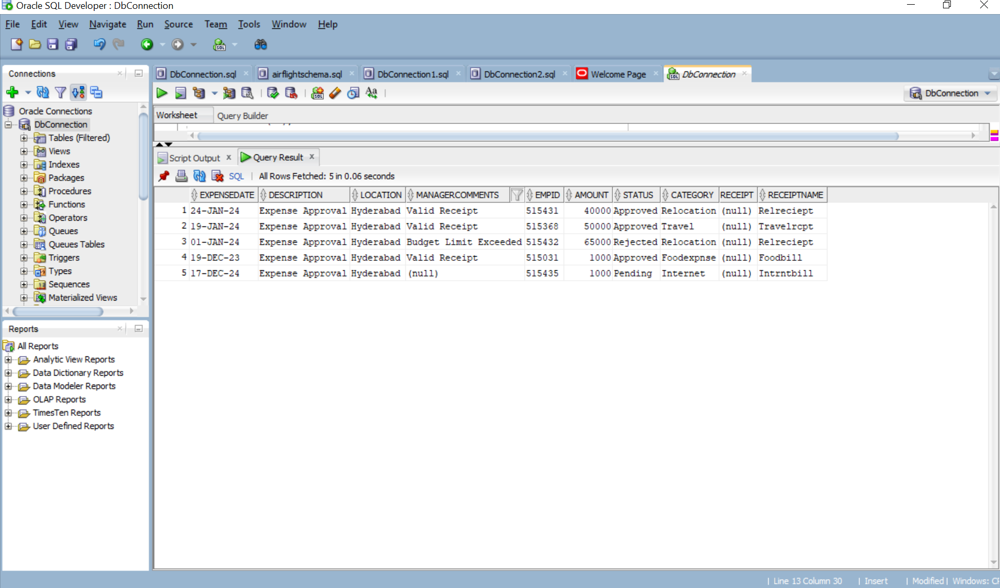 Oracle SQL Developer : DbConnection
File Edit View Navigate Run Source Team Tools Window Help
Connections
Oracle Connections
DbConnection
Tables (Filtered)
Views
Indexes
Packages
Procedures
Functions
Operators
Queues
Queues Tables
Triggers
Types
Sequences
Materialized Views
Reports
All Reports
Analytic View Reports
Data Dictionary Reports
Data Modeler Reports
OLAP Reports
TimesTen Reports
User Defined Reports
DbConnection.sql airflightschema.sql DbConnection1.sql DbConnection2.sql Welcome Page DbConnection
DbConnection
Worksheet Query Builder
Script Output x Query Result x
SQL | All Rows Fetched: 5 in 0.06 seconds
EXPENSEDATE DESCRIPTION LOCATION MANAGERCOMMENTS EMPID AMOUNT STATUS CATEGORY RECEIPT RECEIPTNAME
1 24-JAN-24 Expense Approval Hyderabad Valid Receipt 515431 40000 Approved Relocation (null) Relreciept
2 19-JAN-24 Expense Approval Hyderabad Valid Receipt 515368 50000 Approved Travel (null) Travelrcpt
3 01-JAN-24 Expense Approval Hyderabad Budget Limit Exceeded 515432 65000 Rejected Relocation (null) Relreciept
4 19-DEC-23 Expense Approval Hyderabad Valid Receipt 515031 1000 Approved Foodexpnse (null) Foodbill
5 17-DEC-24 Expense Approval Hyderabad (null) 515435 1000 Pending Internet (null) Intrntbill
| Line 13 Column 30 | Insert | Modified | Windows: